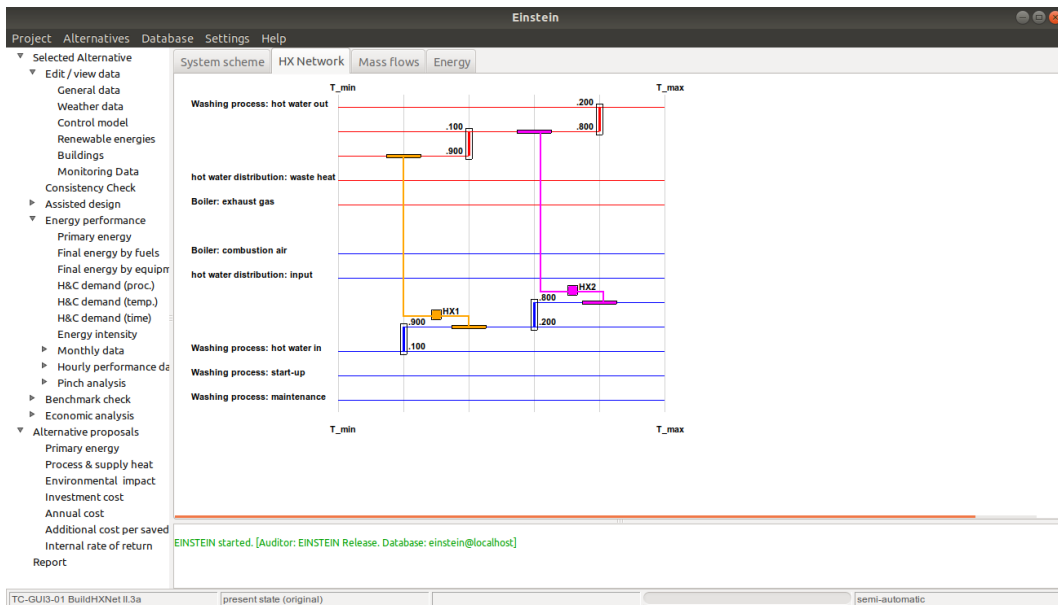 Einstein
Project Alternatives Database Settings Help
Selected Alternative
Edit / view data
General data
Weather data
Control model
Renewable energies
Buildings
Monitoring Data
Consistency Check
Assisted design
Energy performance
Primary energy
Final energy by fuels
Final energy by equipm
H&C demand (proc.)
H&C demand (temp.)
H&C demand (time)
Energy intensity
Monthly data
Hourly performance da
Pinch analysis
Benchmark check
Economic analysis
Alternative proposals
Primary energy
Process & supply heat
Environmental impact
Investment cost
Annual cost
Additional cost per saved
Internal rate of return
Report
System scheme HX Network Mass flows Energy
T_min T_max
Washing process: hot water out .200
.100 .800
.900
hot water distribution: waste heat
Boiler: exhaust gas
Boiler: combustion air
hot water distribution: input
HX2
.800
HX1
.900 .200
Washing process: hot water in .100
Washing process: start-up
Washing process: maintenance
T_min T_max
EINSTEIN started. [Auditor: EINSTEIN Release. Database: einstein@localhost]
TC-GUI3-01 BuildHXNet II.3a present state (original) semi-automatic